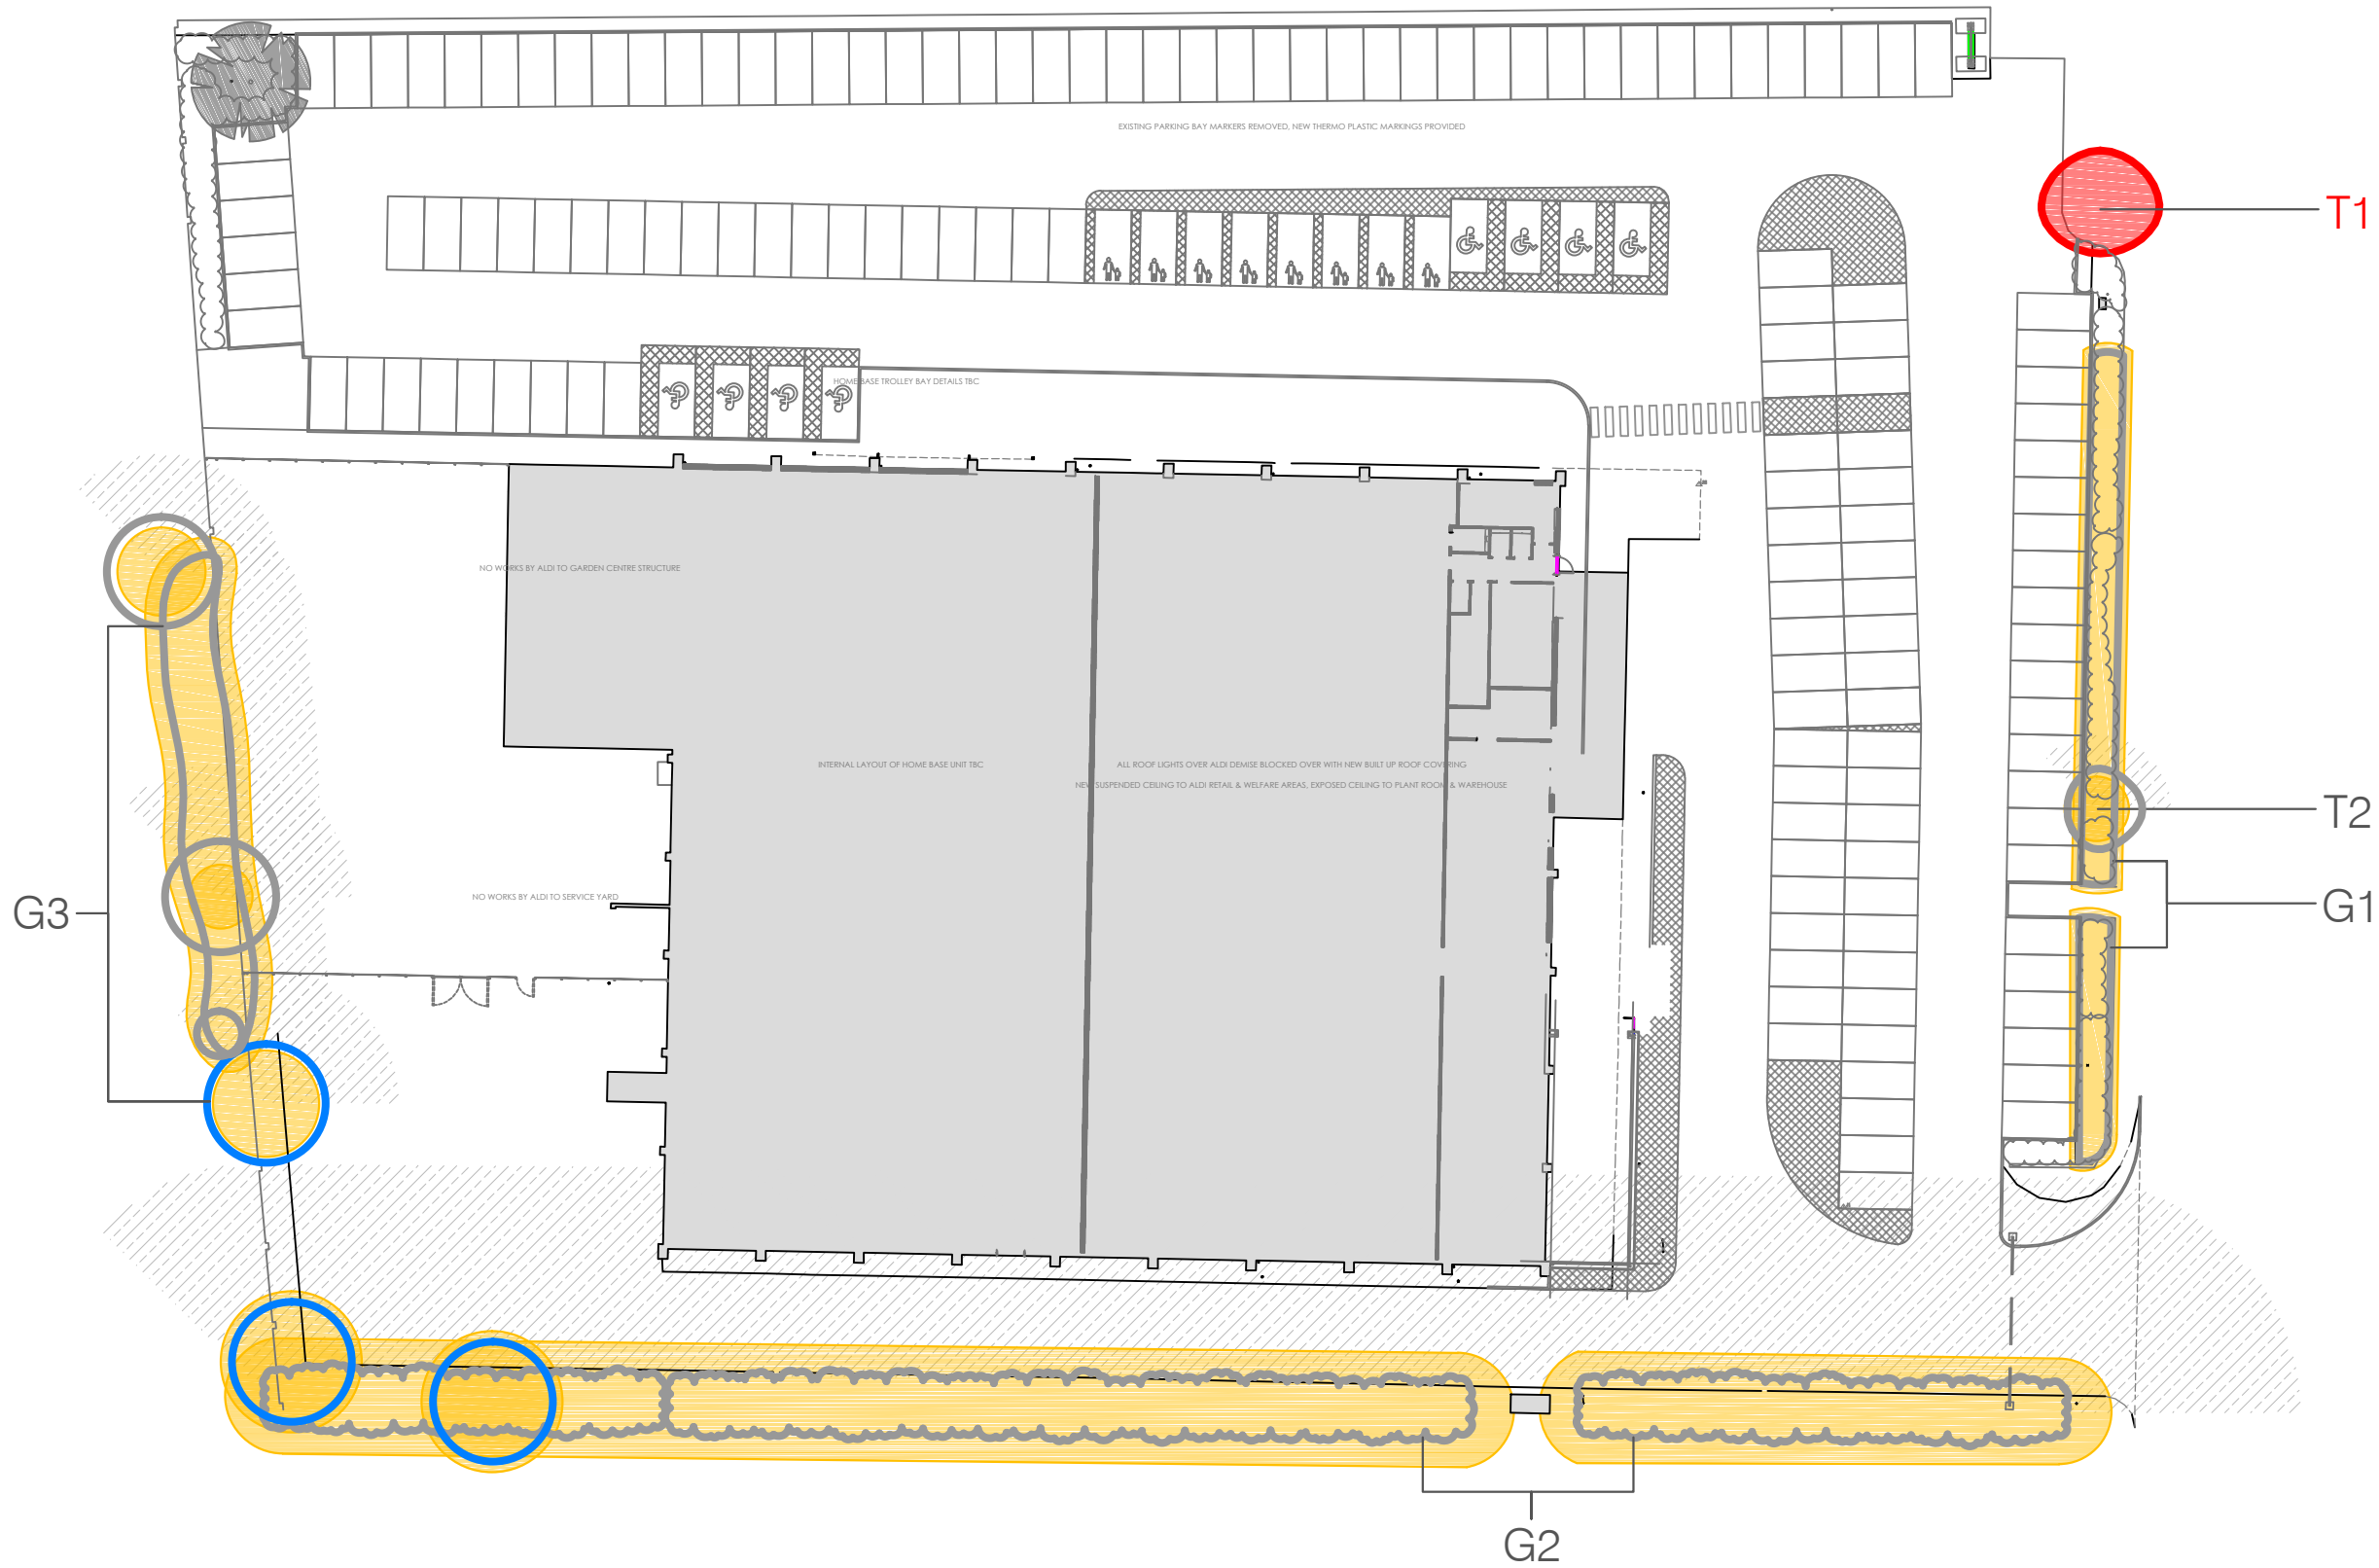 EXISTING PARKING BAY MARKERS REMOVED, NEW THERMO PLASTIC MARKINGS PROVIDED
T1
HOME BASE TROLLEY BAY DETAILS TBC
NO WORKS BY ALDI TO GARDEN CENTRE STRUCTURE
INTERNAL LAYOUT OF HOME BASE UNIT TBC
ALL ROOF LIGHTS OVER ALDI DEMISE BLOCKED OVER WITH NEW BUILT UP ROOF COVERING
NEW SUSPENDED CEILING TO ALDI RETAIL & WELFARE AREAS, EXPOSED CEILING TO PLANT ROOM & WAREHOUSE
T2
NO WORKS BY ALDI TO SERVICE YARD
G3
G1
G2